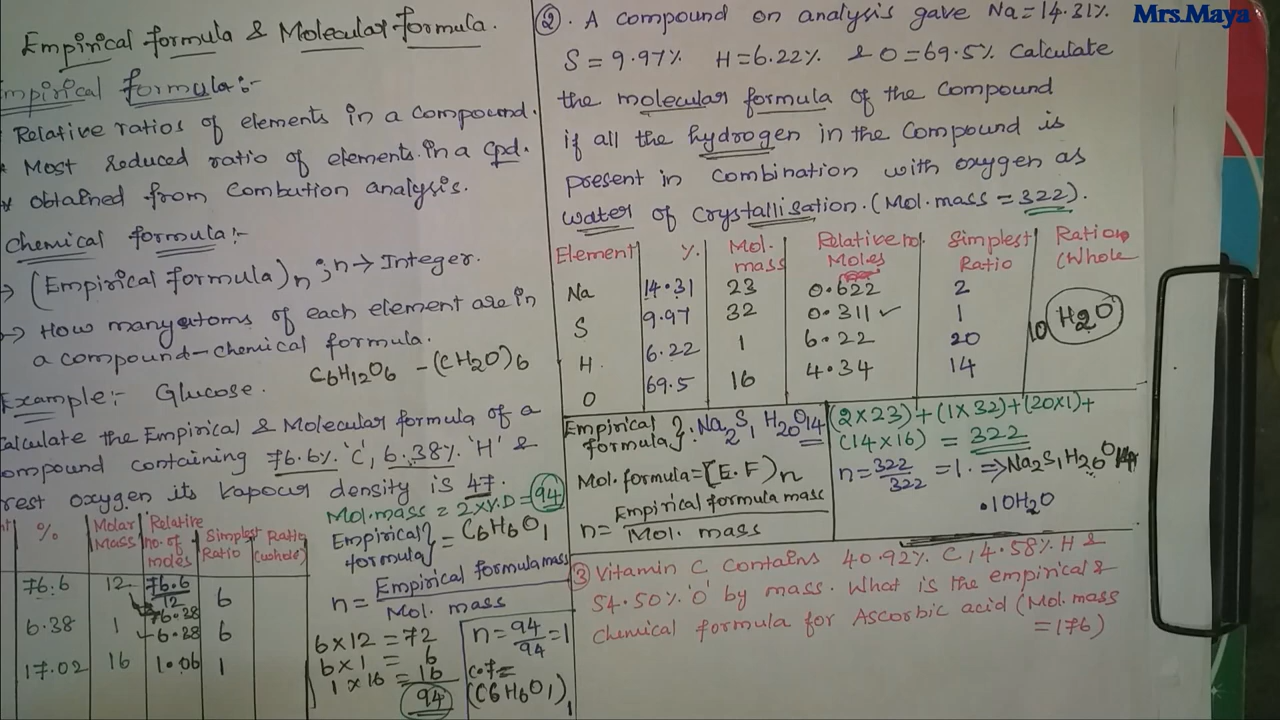 Empirical formula & Molecular formula.
Empirical formula:-
Relative ratios of elements in a compound.
* Most reduced ratio of elements in a cpd.
* obtained from Combution analysis.
Chemical formula:-
→ (Empirical formula)n ; n → Integer.
→ How many atoms of each element are in
a compound - chemical formula.
Example:- Glucose. C6H12O6 - (CH2O)6
Calculate the Empirical & Molecular formula of a
compound containing 76.6% 'C', 6.38% 'H' &
rest oxygen its Vapour density is 47.
Mol. mass = 2 x V.D = 94
% Molar Mass Relative no. of moles Simplest Ratio Ratio (whole)
76.6 12 76.6/12 6
6.38 1 6.38 6
17.02 16 1.06 1
Empirical formula } = C6H6O1
n = Empirical formula mass / Mol. mass
6 x 12 = 72
6 x 1 = 6
1 x 16 = 16
94
n = 94/94 = 1
(C6H6O1)1
Mrs.Maya
② . A compound on analysis gave Na = 14.31%
S = 9.97% H = 6.22% & O = 69.5% Calculate
the molecular formula of the Compound
if all the hydrogen in the Compound is
present in combination with oxygen as
water of Crystallisation. (Mol. mass = 322).
Element % Mol. mass Relative no. Moles Simplest Ratio Ratio (Whole
Na 14.31 23 0.622 2
S 9.97 32 0.311 ✓ 1
H 6.22 1 6.22 20
O 69.5 16 4.34 14
10 H2O
Empirical formula } : Na2S1 H20O14
Mol. formula = [E.F]n
n = Empirical formula mass / Mol. mass
(2x23) + (1x32) + (20x1) +
(14x16) = 322
n = 322/322 = 1. ⇒ Na2S1H20O14
.10H2O
③ Vitamin C Contains 40.92% C, 4.58% H &
54.50% 'O' by mass. What is the empirical &
chemical formula for Ascorbic acid (Mol. mass
= 176)